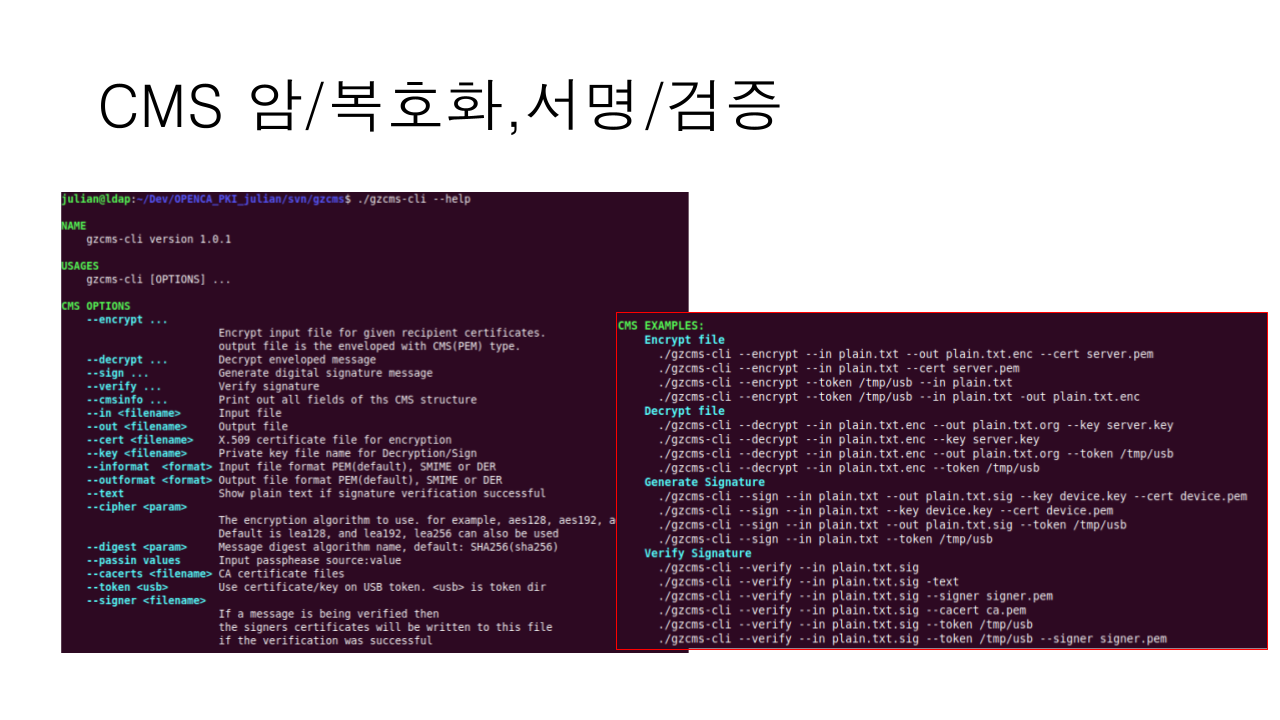 CMS 암/복호화,서명/검증
julian@ldap:~/Dev/OPENCA_PKI_julian/svn/gzcms$ ./gzcms-cli --help
NAME
gzcms-cli version 1.0.1
USAGES
gzcms-cli [OPTIONS] ...
CMS OPTIONS
--encrypt ...
Encrypt input file for given recipient certificates.
output file is the enveloped with CMS(PEM) type.
--decrypt ... Decrypt enveloped message
--sign ... Generate digital signature message
--verify ... Verify signature
--cmsinfo ... Print out all fields of ths CMS structure
--in <filename> Input file
--out <filename> Output file
--cert <filename> X.509 certificate file for encryption
--key <filename> Private key file name for Decryption/Sign
--informat <format> Input file format PEM(default), SMIME or DER
--outformat <format> Output file format PEM(default), SMIME or DER
--text Show plain text if signature verification successful
--cipher <param>
The encryption algorithm to use. for example, aes128, aes192, a
Default is lea128, and lea192, lea256 can also be used
--digest <param> Message digest algorithm name, default: SHA256(sha256)
--passin values Input passphease source:value
--cacerts <filename> CA certificate files
--token <usb> Use certificate/key on USB token. <usb> is token dir
--signer <filename>
If a message is being verified then
the signers certificates will be written to this file
if the verification was successful
CMS EXAMPLES:
Encrypt file
./gzcms-cli --encrypt --in plain.txt --out plain.txt.enc --cert server.pem
./gzcms-cli --encrypt --in plain.txt --cert server.pem
./gzcms-cli --encrypt --token /tmp/usb --in plain.txt
./gzcms-cli --encrypt --token /tmp/usb --in plain.txt -out plain.txt.enc
Decrypt file
./gzcms-cli --decrypt --in plain.txt.enc --out plain.txt.org --key server.key
./gzcms-cli --decrypt --in plain.txt.enc --key server.key
./gzcms-cli --decrypt --in plain.txt.enc --out plain.txt.org --token /tmp/usb
./gzcms-cli --decrypt --in plain.txt.enc --token /tmp/usb
Generate Signature
./gzcms-cli --sign --in plain.txt --out plain.txt.sig --key device.key --cert device.pem
./gzcms-cli --sign --in plain.txt --key device.key --cert device.pem
./gzcms-cli --sign --in plain.txt --out plain.txt.sig --token /tmp/usb
./gzcms-cli --sign --in plain.txt --token /tmp/usb
Verify Signature
./gzcms-cli --verify --in plain.txt.sig
./gzcms-cli --verify --in plain.txt.sig -text
./gzcms-cli --verify --in plain.txt.sig --signer signer.pem
./gzcms-cli --verify --in plain.txt.sig --cacert ca.pem
./gzcms-cli --verify --in plain.txt.sig --token /tmp/usb
./gzcms-cli --verify --in plain.txt.sig --token /tmp/usb --signer signer.pem